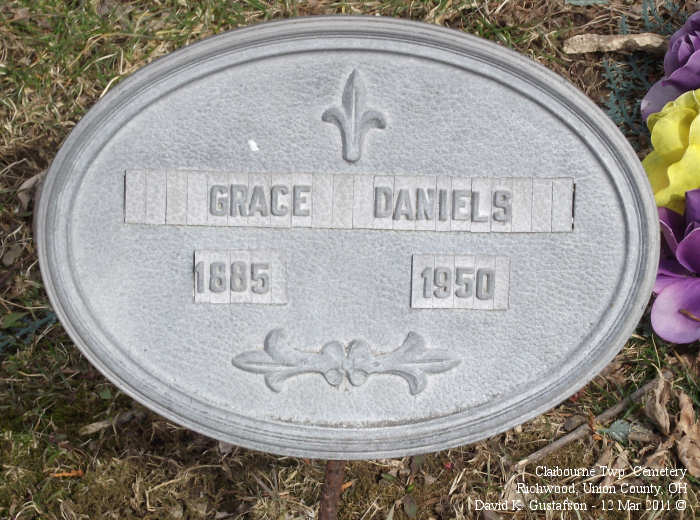 GRACE DANIELS
1885 1950
Claibourne Twp. Cemetery
Richwood, Union County, OH
David K. Gustafson - 12 Mar 2011 ©